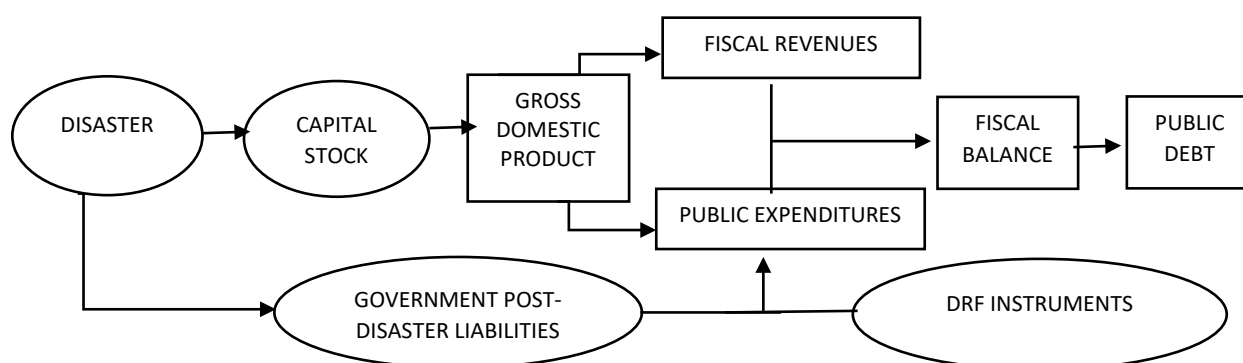 FISCAL REVENUES
DISASTER
CAPITAL
STOCK
GROSS
DOMESTIC
PRODUCT
FISCAL
BALANCE
PUBLIC
DEBT
PUBLIC EXPENDITURES
GOVERNMENT POST-
DISASTER LIABILITIES
DRF INSTRUMENTS